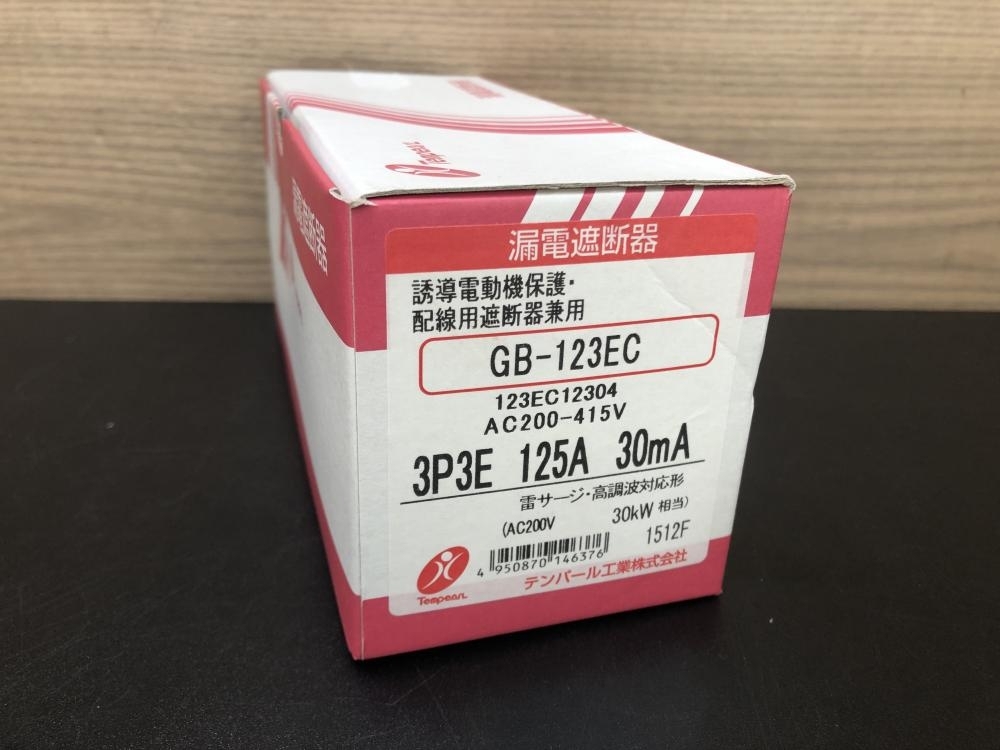 Tempearl
漏電遮断器
漏電遮断器
誘導電動機保護・
配線用遮断器兼用
GB-123EC
123EC12304
AC200-415V
3P3E 125A 30mA
雷サージ・高調波対応形
(AC200V 30kW 相当)
1512F
4 950870 146376
Tempearl
テンパール工業株式会社